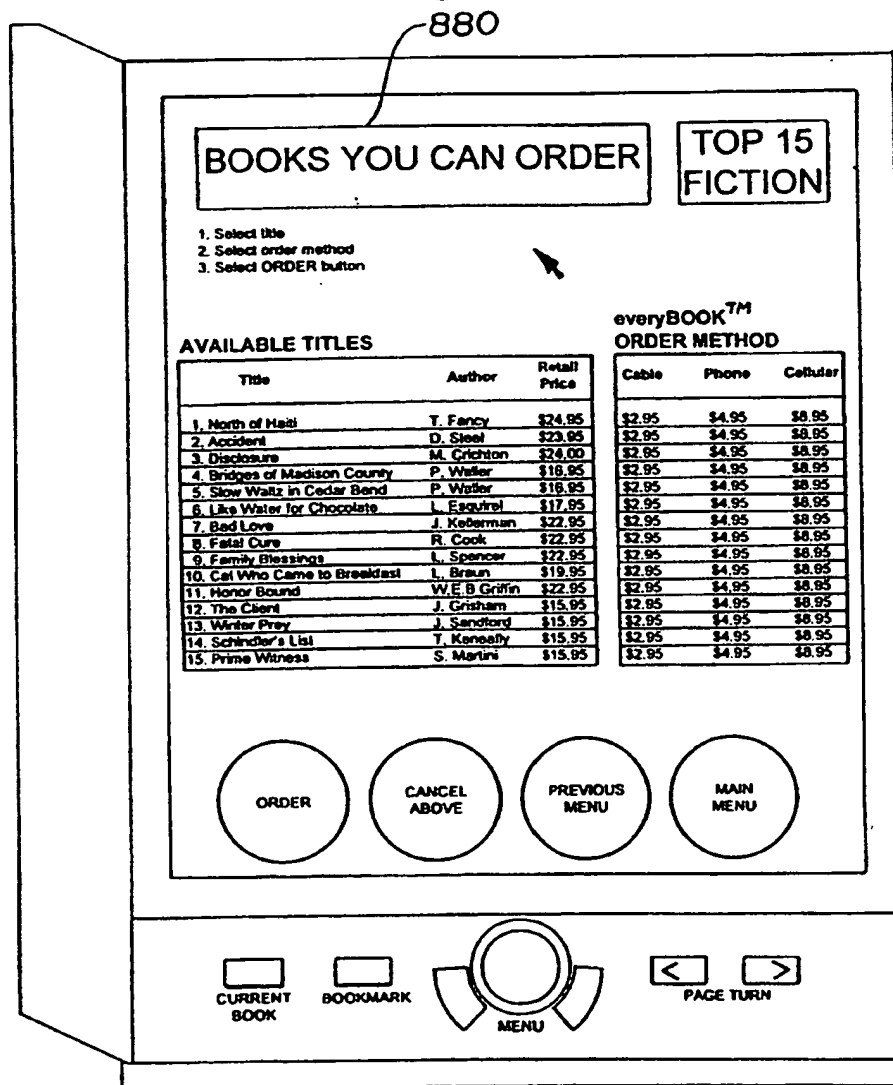 880
BOOKS YOU CAN ORDER
TOP 15
FICTION
1. Select title
2. Select order method
3. Select ORDER button
everyBOOK™
AVAILABLE TITLES
ORDER METHOD
Title Author Retail Price Cable Phone Cellular
1. North of Haiti T. Fancy $24.95 $2.95 $4.95 $8.95
2. Accident D. Steel $23.95 $2.95 $4.95 $8.95
3. Disclosure M. Crichton $24.00 $2.95 $4.95 $8.95
4. Bridges of Madison County P. Waller $16.95 $2.95 $4.95 $8.95
5. Slow Waltz in Cedar Bend P. Waller $16.95 $2.95 $4.95 $8.95
6. Like Water for Chocolate L. Esquirel $17.95 $2.95 $4.95 $8.95
7. Bad Love J. Kellerman $22.95 $2.95 $4.95 $8.95
8. Fatal Cure R. Cook $22.95 $2.95 $4.95 $8.95
9. Family Blessings L. Spencer $22.95 $2.95 $4.95 $8.95
10. Cat Who Came to Breakfast L. Braun $19.95 $2.95 $4.95 $8.95
11. Honor Bound W.E.B Griffin $22.95 $2.95 $4.95 $8.95
12. The Client J. Grisham $15.95 $2.95 $4.95 $8.95
13. Winter Prey J. Sandford $15.95 $2.95 $4.95 $8.95
14. Schindler's List T. Keneally $15.95 $2.95 $4.95 $8.95
15. Prime Witness S. Martini $15.95 $2.95 $4.95 $8.95
ORDER
CANCEL
ABOVE
PREVIOUS
MENU
MAIN
MENU
< >
CURRENT
BOOK
BOOKMARK
MENU
PAGE TURN